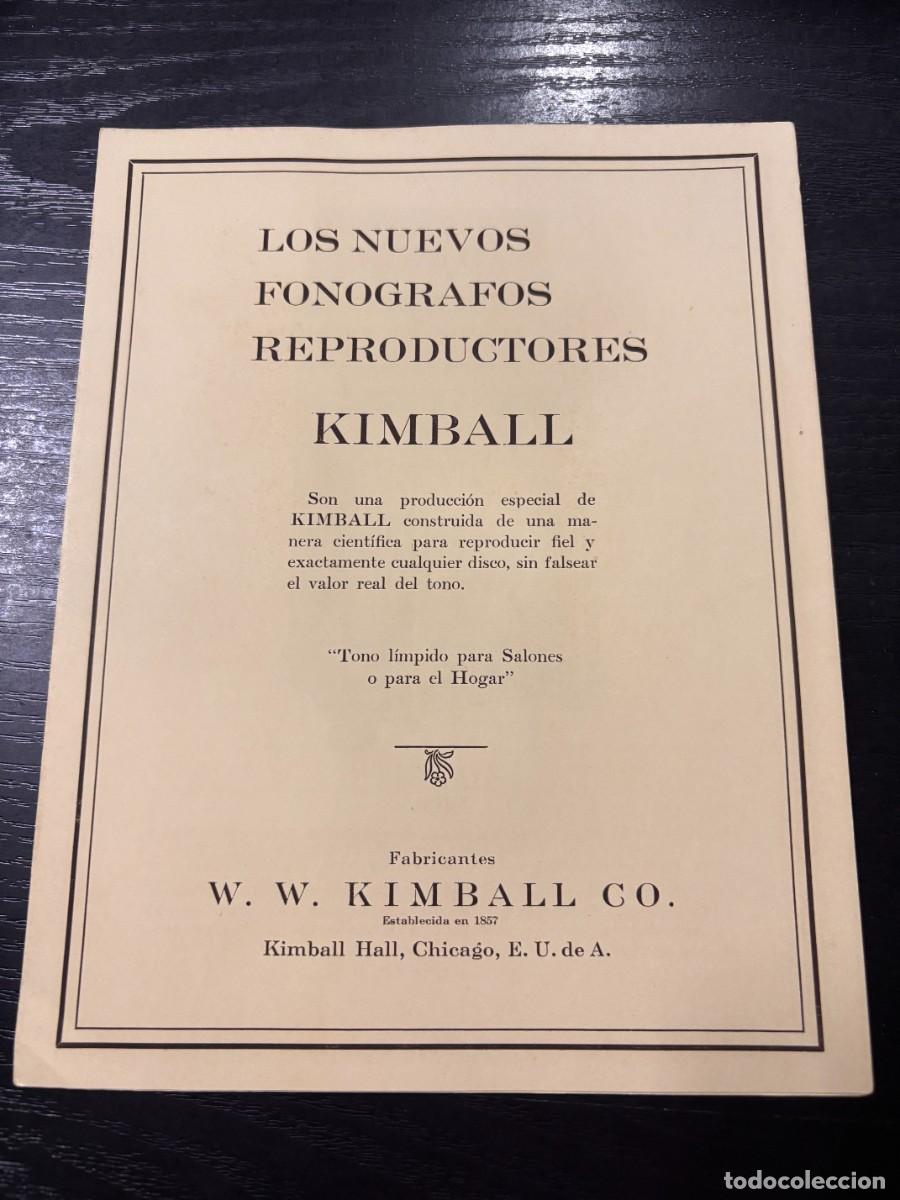 LOS NUEVOS
FONOGRAFOS
REPRODUCTORES
KIMBALL
Son una producción especial de
KIMBALL construida de una ma-
nera científica para reproducir fiel y
exactamente cualquier disco, sin falsear
el valor real del tono.
"Tono límpido para Salones
o para el Hogar"
Fabricantes
W. W. KIMBALL CO.
Establecida en 1857
Kimball Hall, Chicago, E. U. de A.
todocoleccion